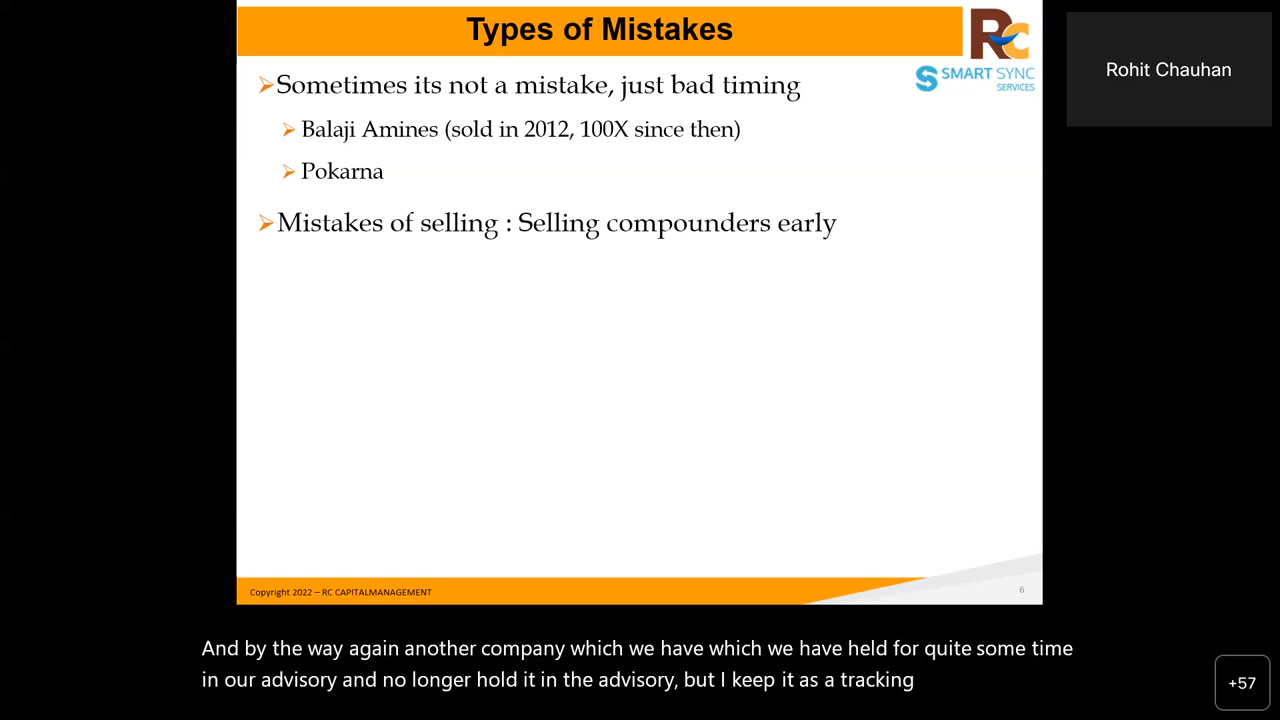 Types of Mistakes
RC
SMART SYNC
SERVICES
Rohit Chauhan
Sometimes its not a mistake, just bad timing
Balaji Amines (sold in 2012, 100X since then)
Pokarna
Mistakes of selling : Selling compounders early
Copyright 2022 – RC CAPITALMANAGEMENT
6
And by the way again another company which we have which we have held for quite some time
in our advisory and no longer hold it in the advisory, but I keep it as a tracking
+57